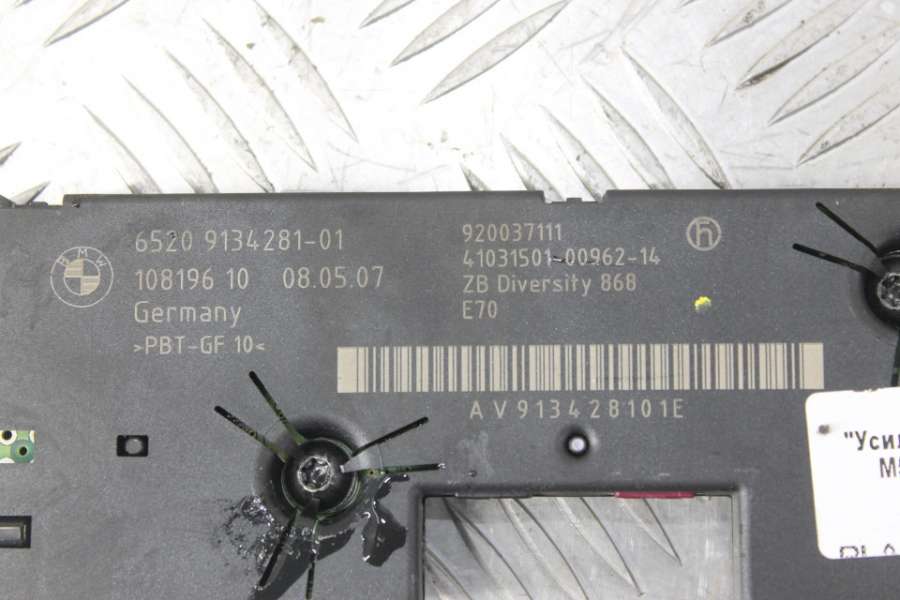 BMW
6520 9134281-01
108196 10 08.05.07
Germany
>PBT-GF 10<
920037111
41031501-00962-14
ZB Diversity 868
E70
h
AV913428101E
"Усил